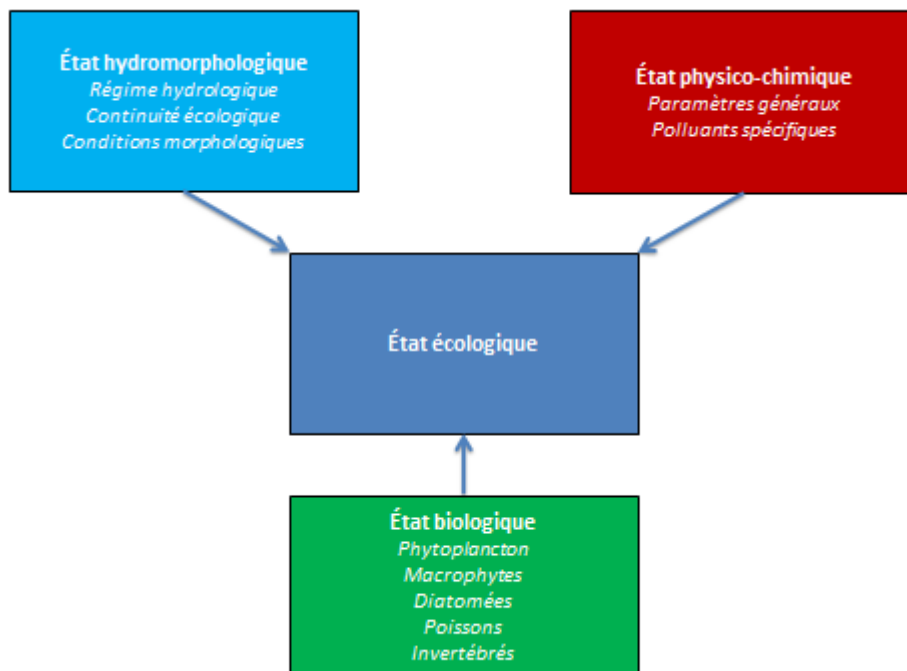 État hydromorphologique
Régime hydrologique
Continuité écologique
Conditions morphologiques
État physico-chimique
Paramètres généraux
Polluants spécifiques
État écologique
État biologique
Phytoplancton
Macrophytes
Diatomées
Poissons
Invertébrés